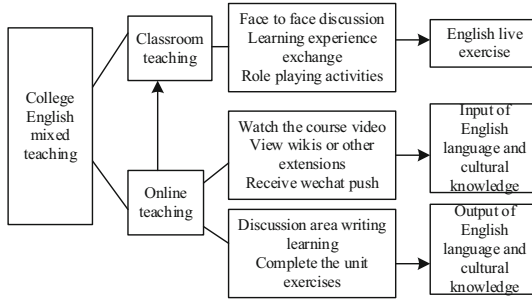 College
English
mixed
teaching
Classroom
teaching
Online
teaching
Face to face discussion
Learning experience
exchange
Role playing activities
Watch the course video
View wikis or other
extensions
Receive wechat push
Discussion area writing
learning
Complete the unit
exercises
English live
exercise
Input of
English
language and
cultural
knowledge
Output of
English
language and
cultural
knowledge